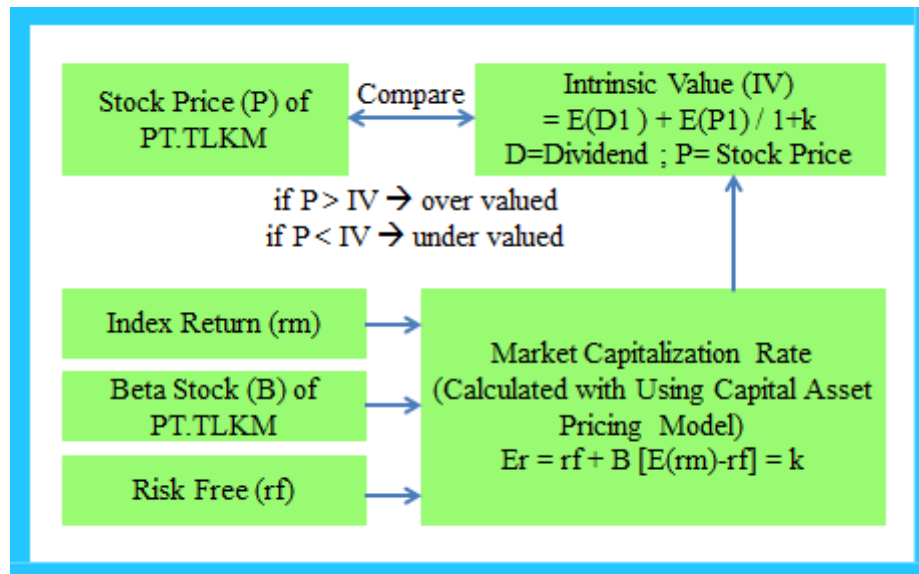 Stock Price (P) of
PT.TLKM
Compare
Intrinsic Value (IV)
= E(D1 ) + E(P1) / 1+k
D=Dividend ; P= Stock Price
if P > IV → over valued
if P < IV → under valued
Index Return (rm)
Beta Stock (B) of
PT.TLKM
Risk Free (rf)
Market Capitalization Rate
(Calculated with Using Capital Asset
Pricing Model)
Er = rf + B [E(rm)-rf] = k